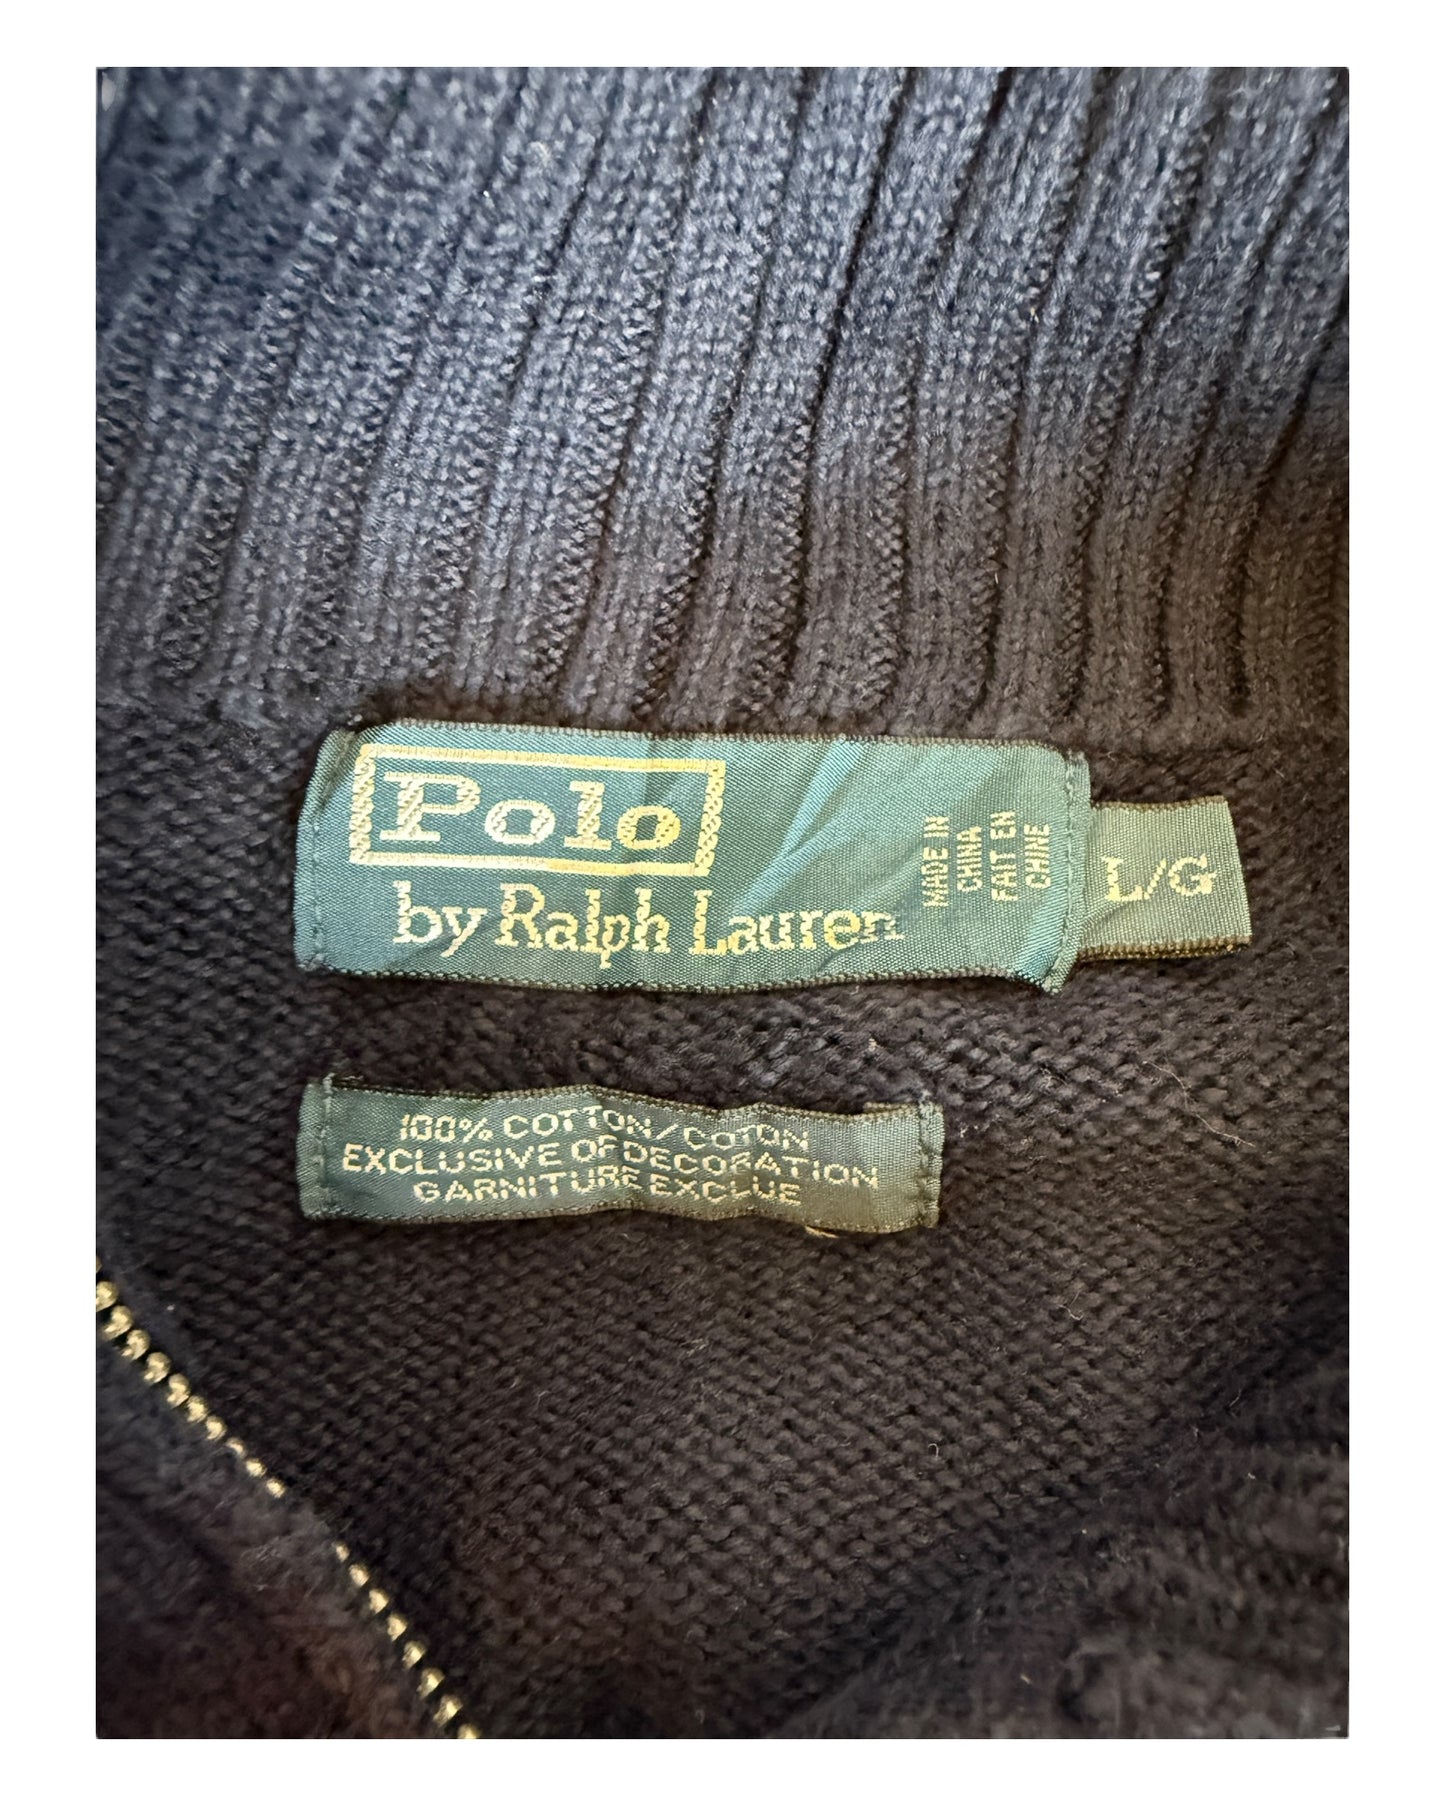 Polo
by Ralph Lauren
MADE IN
CHINA
FAIT EN
CHINE
L/G
100% COTTON/COTON
EXCLUSIVE OF DECORATION
GARNITURE EXCLUE